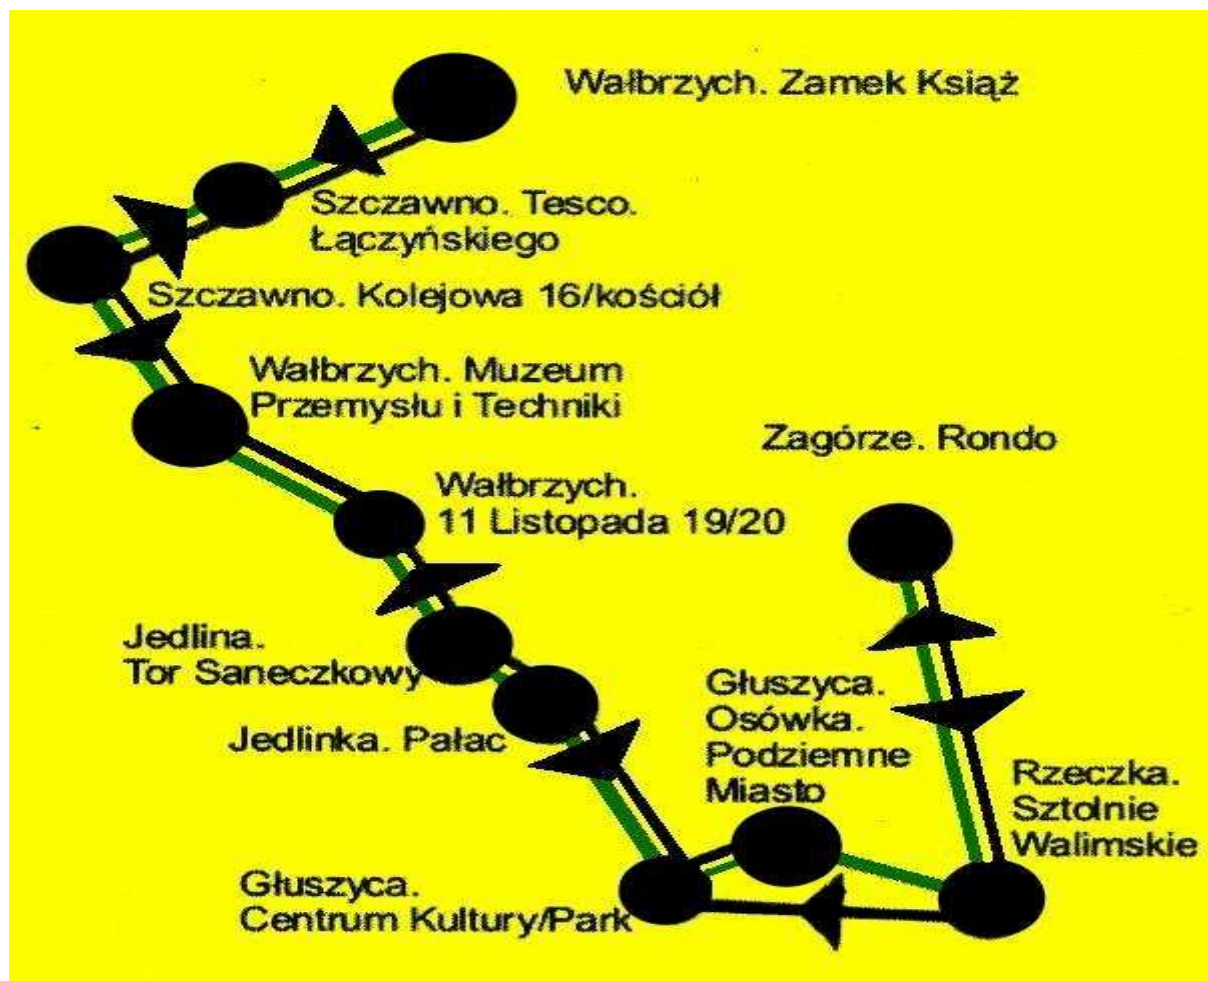 Wałbrzych. Zamek Książ
Szczawno. Tesco.
Łączyńskiego
Szczawno. Kolejowa 16/kościół
Wałbrzych. Muzeum
Przemysłu i Techniki
Zagórze. Rondo
Wałbrzych.
11 Listopada 19/20
Jedlina.
Tor Saneczkowy
Jedlinka. Pałac
Głuszyca.
Osówka.
Podziemne
Miasto
Rzeczka.
Sztolnie
Walimskie
Głuszyca.
Centrum Kultury/Park